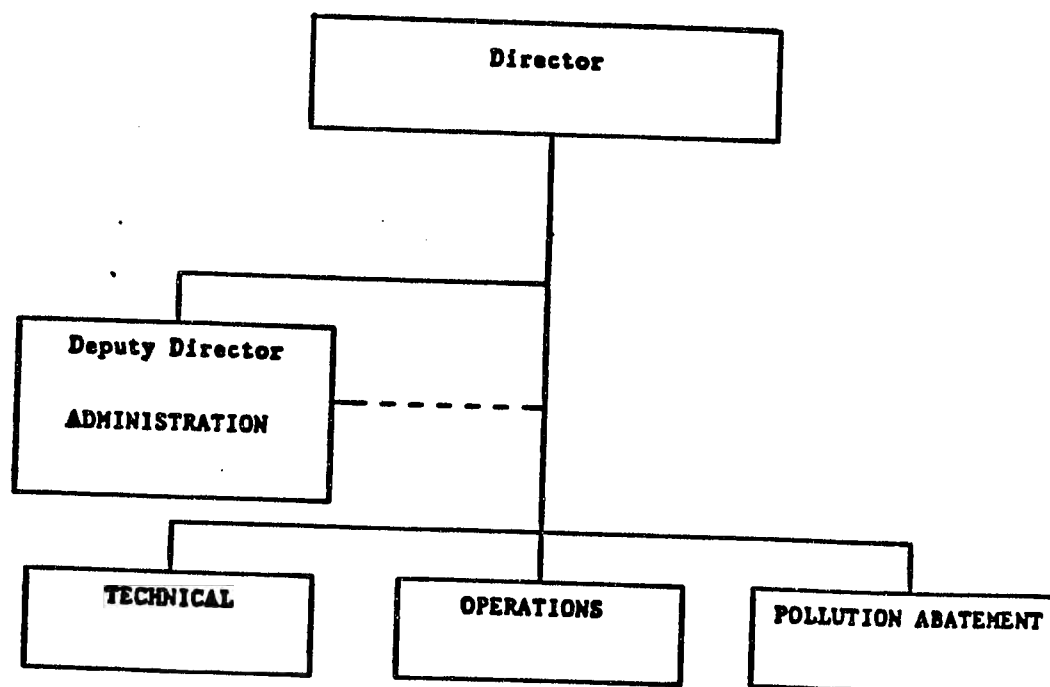 Director
Deputy Director
ADMINISTRATION
TECHNICAL
OPERATIONS
POLLUTION ABATEMENT